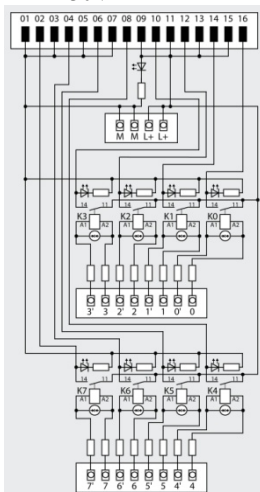 01 02 03 04 05 06 07 08 09 10 11 12 13 14 15 16
M M L+ L+
14 11 14 11 14 11 14 11
K3 K2 K1 K0
A1 A2 A1 A2 A1 A2 A1 A2
3' 3 2' 2 1' 1 0' 0
14 11 14 11 14 11 14 11
K7 K6 K5 K4
A1 A2 A1 A2 A1 A2 A1 A2
7' 7 6' 6 5' 5 4' 4